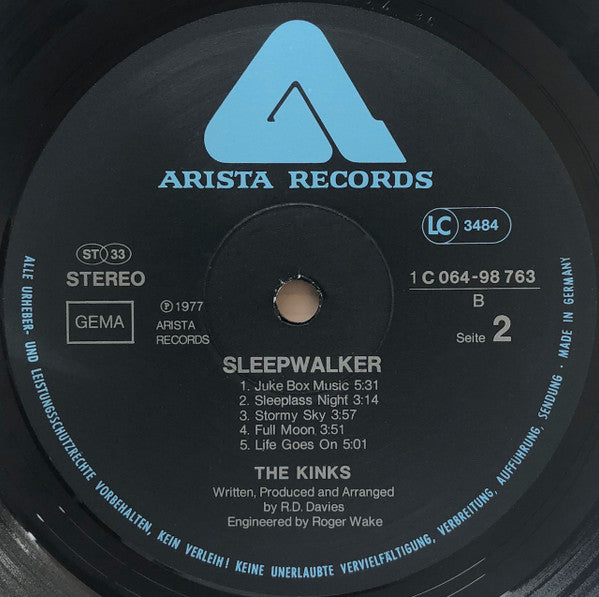 ARISTA RECORDS
LC 3484
ST 33
STEREO
GEMA
℗ 1977
ARISTA
RECORDS
1 C 064-98 763
B
Seite 2
SLEEPWALKER
1. Juke Box Music 5:31
2. Sleeplass Night 3:14
3. Stormy Sky 3:57
4. Full Moon 3:51
5. Life Goes On 5:01
THE KINKS
Written, Produced and Arranged
by R.D. Davies
Engineered by Roger Wake
ALLE URHEBER- UND LEISTUNGSSCHUTZRECHTE VORBEHALTEN, KEIN VERLEIH! KEINE UNERLAUBTE VERVIELFÄLTIGUNG, VERBREITUNG, AUFFÜHRUNG, SENDUNG · MADE IN GERMANY